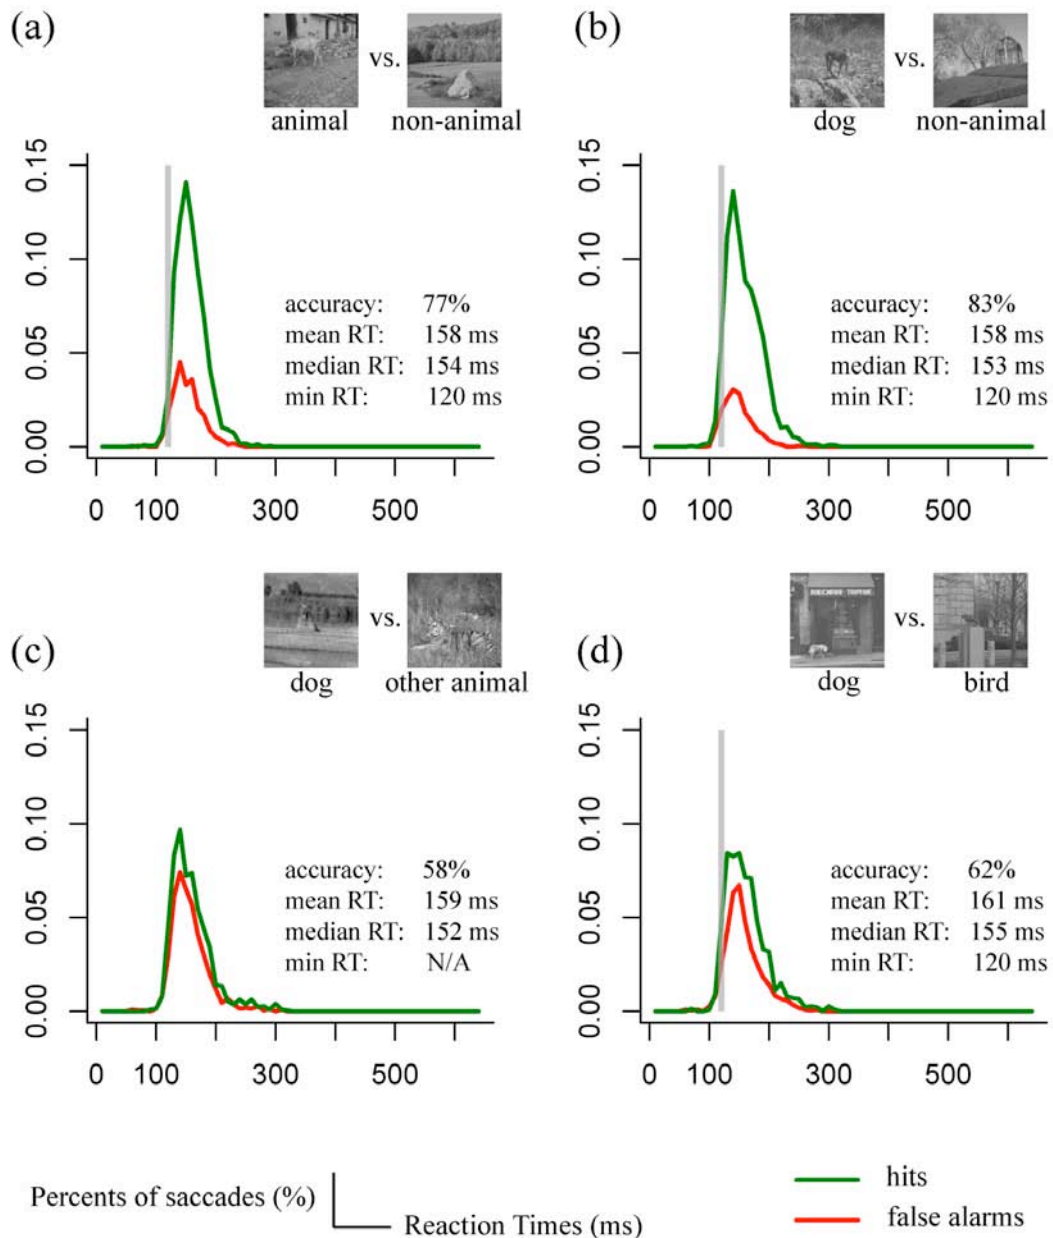 (a)
vs.
animal
non-animal
0.15
0.10
0.05
0.00
accuracy: 77%
mean RT: 158 ms
median RT: 154 ms
min RT: 120 ms
0 100 300 500
(b)
vs.
dog
non-animal
0.15
0.10
0.05
0.00
accuracy: 83%
mean RT: 158 ms
median RT: 153 ms
min RT: 120 ms
0 100 300 500
(c)
vs.
dog
other animal
0.15
0.10
0.05
0.00
accuracy: 58%
mean RT: 159 ms
median RT: 152 ms
min RT: N/A
0 100 300 500
(d)
vs.
dog
bird
0.15
0.10
0.05
0.00
accuracy: 62%
mean RT: 161 ms
median RT: 155 ms
min RT: 120 ms
0 100 300 500
Percents of saccades (%)
Reaction Times (ms)
hits
false alarms